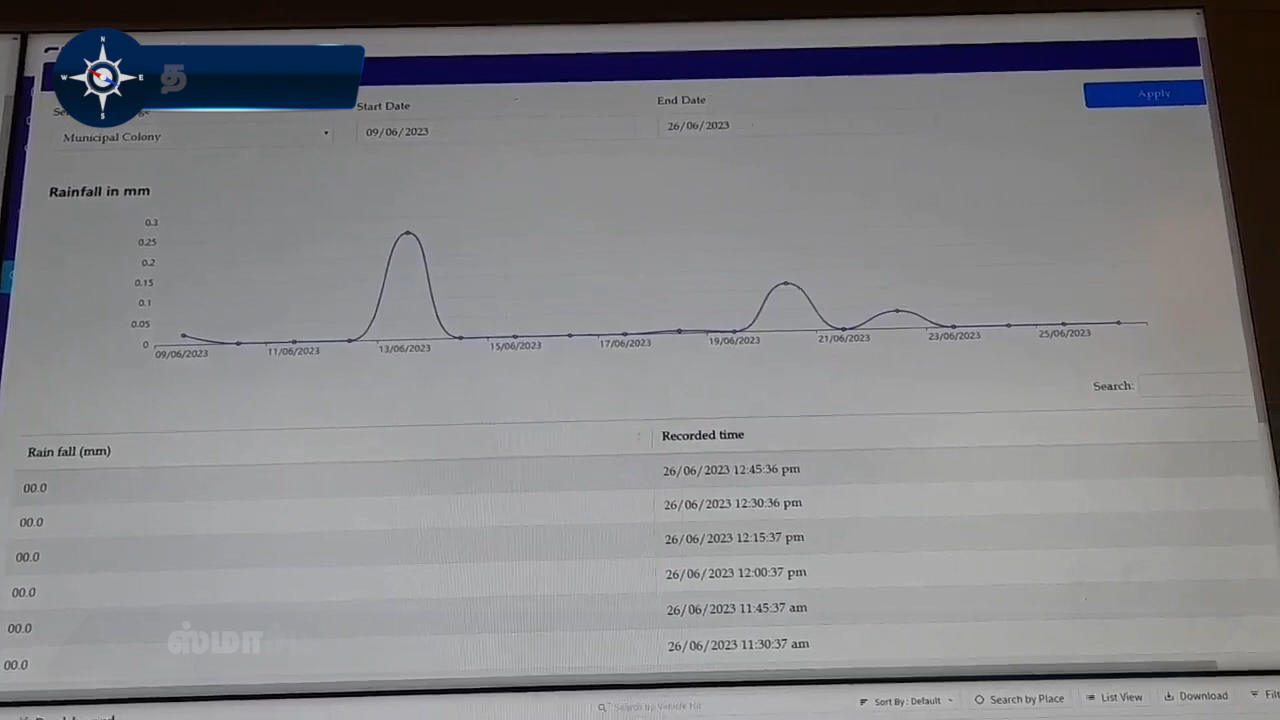 N
W E
S
த
Start Date
End Date
Apply
Municipal Colony
09/06/2023
26/06/2023
Rainfall in mm
0.3
0.25
0.2
0.15
0.1
0.05
0
09/06/2023 11/06/2023 13/06/2023 15/06/2023 17/06/2023 19/06/2023 21/06/2023 23/06/2023 25/06/2023
Search:
Rain fall (mm) Recorded time
00.0 26/06/2023 12:45:36 pm
00.0 26/06/2023 12:30:36 pm
00.0 26/06/2023 12:15:37 pm
00.0 26/06/2023 12:00:37 pm
00.0 26/06/2023 11:45:37 am
00.0 26/06/2023 11:30:37 am
ஸ்மா
Search by Vehicle
Sort By : Default
Search by Place
List View
Download